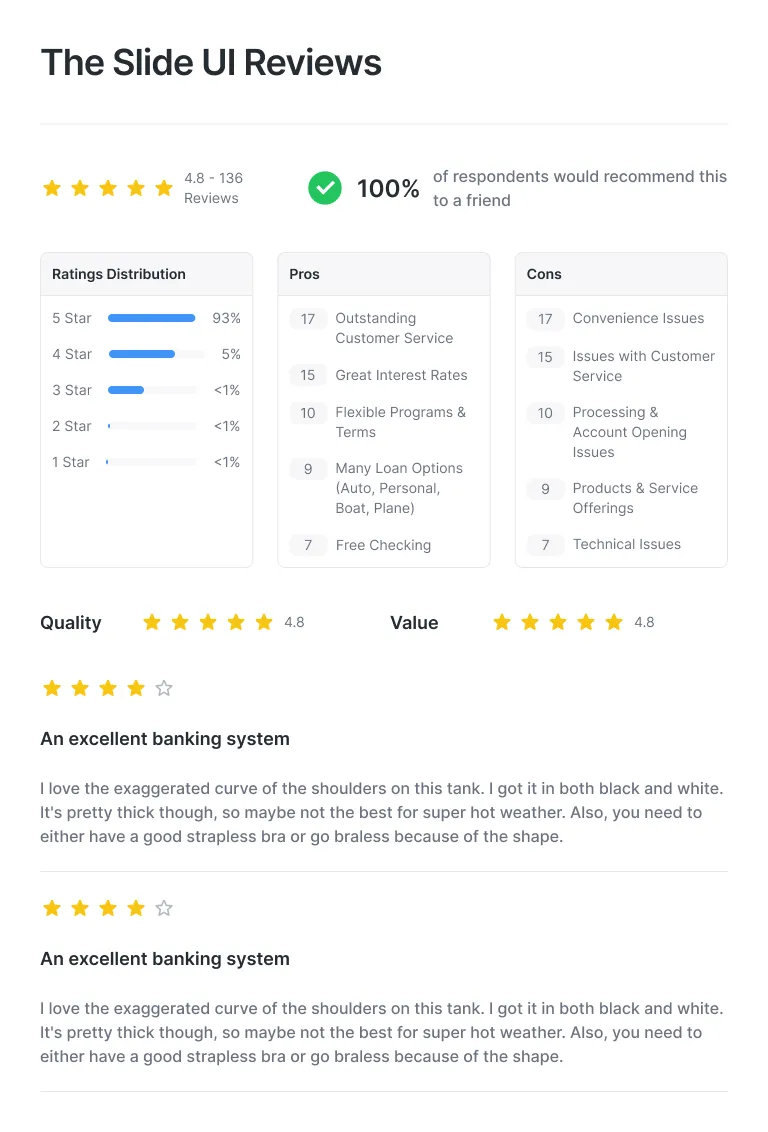 The Slide UI Reviews
4.8 - 136
Reviews
100%
of respondents would recommend this
to a friend
Ratings Distribution
5 Star 93%
4 Star 5%
3 Star <1%
2 Star <1%
1 Star <1%
Pros
17 Outstanding
Customer Service
15 Great Interest Rates
10 Flexible Programs &
Terms
9 Many Loan Options
(Auto, Personal,
Boat, Plane)
7 Free Checking
Cons
17 Convenience Issues
15 Issues with Customer
Service
10 Processing &
Account Opening
Issues
9 Products & Service
Offerings
7 Technical Issues
Quality 4.8
Value 4.8
An excellent banking system
I love the exaggerated curve of the shoulders on this tank. I got it in both black and white.
It's pretty thick though, so maybe not the best for super hot weather. Also, you need to
either have a good strapless bra or go braless because of the shape.
An excellent banking system
I love the exaggerated curve of the shoulders on this tank. I got it in both black and white.
It's pretty thick though, so maybe not the best for super hot weather. Also, you need to
either have a good strapless bra or go braless because of the shape.